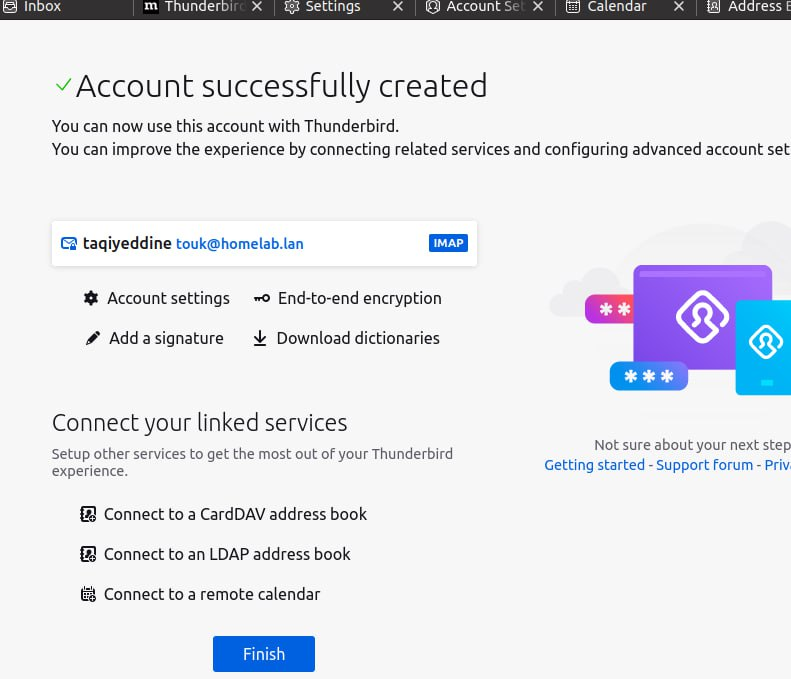 Inbox
Thunderbird
Settings
Account Set
Calendar
Address
Account successfully created
You can now use this account with Thunderbird.
You can improve the experience by connecting related services and configuring advanced account set
taqiyeddine touk@homelab.lan IMAP
Account settings
End-to-end encryption
Add a signature
Download dictionaries
Connect your linked services
Setup other services to get the most out of your Thunderbird
experience.
Connect to a CardDAV address book
Connect to an LDAP address book
Connect to a remote calendar
Finish
Not sure about your next step
Getting started - Support forum - Priv